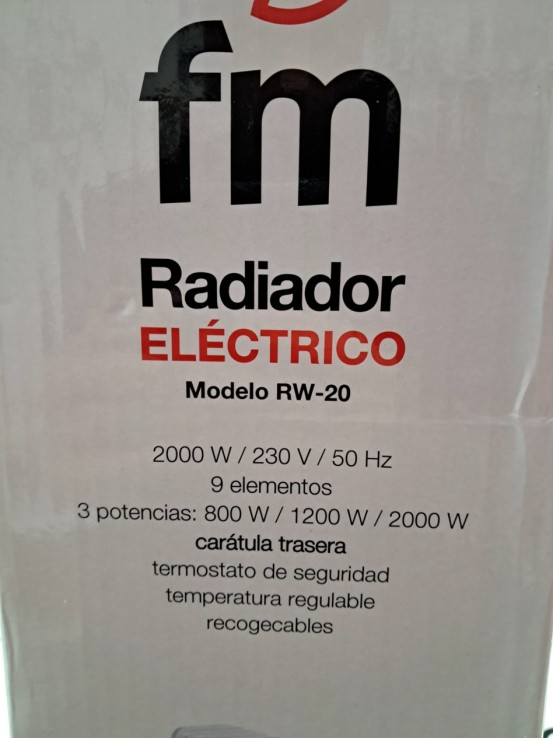 fm
Radiador
ELÉCTRICO
Modelo RW-20
2000 W / 230 V / 50 Hz
9 elementos
3 potencias: 800 W / 1200 W / 2000 W
carátula trasera
termostato de seguridad
temperatura regulable
recogecables